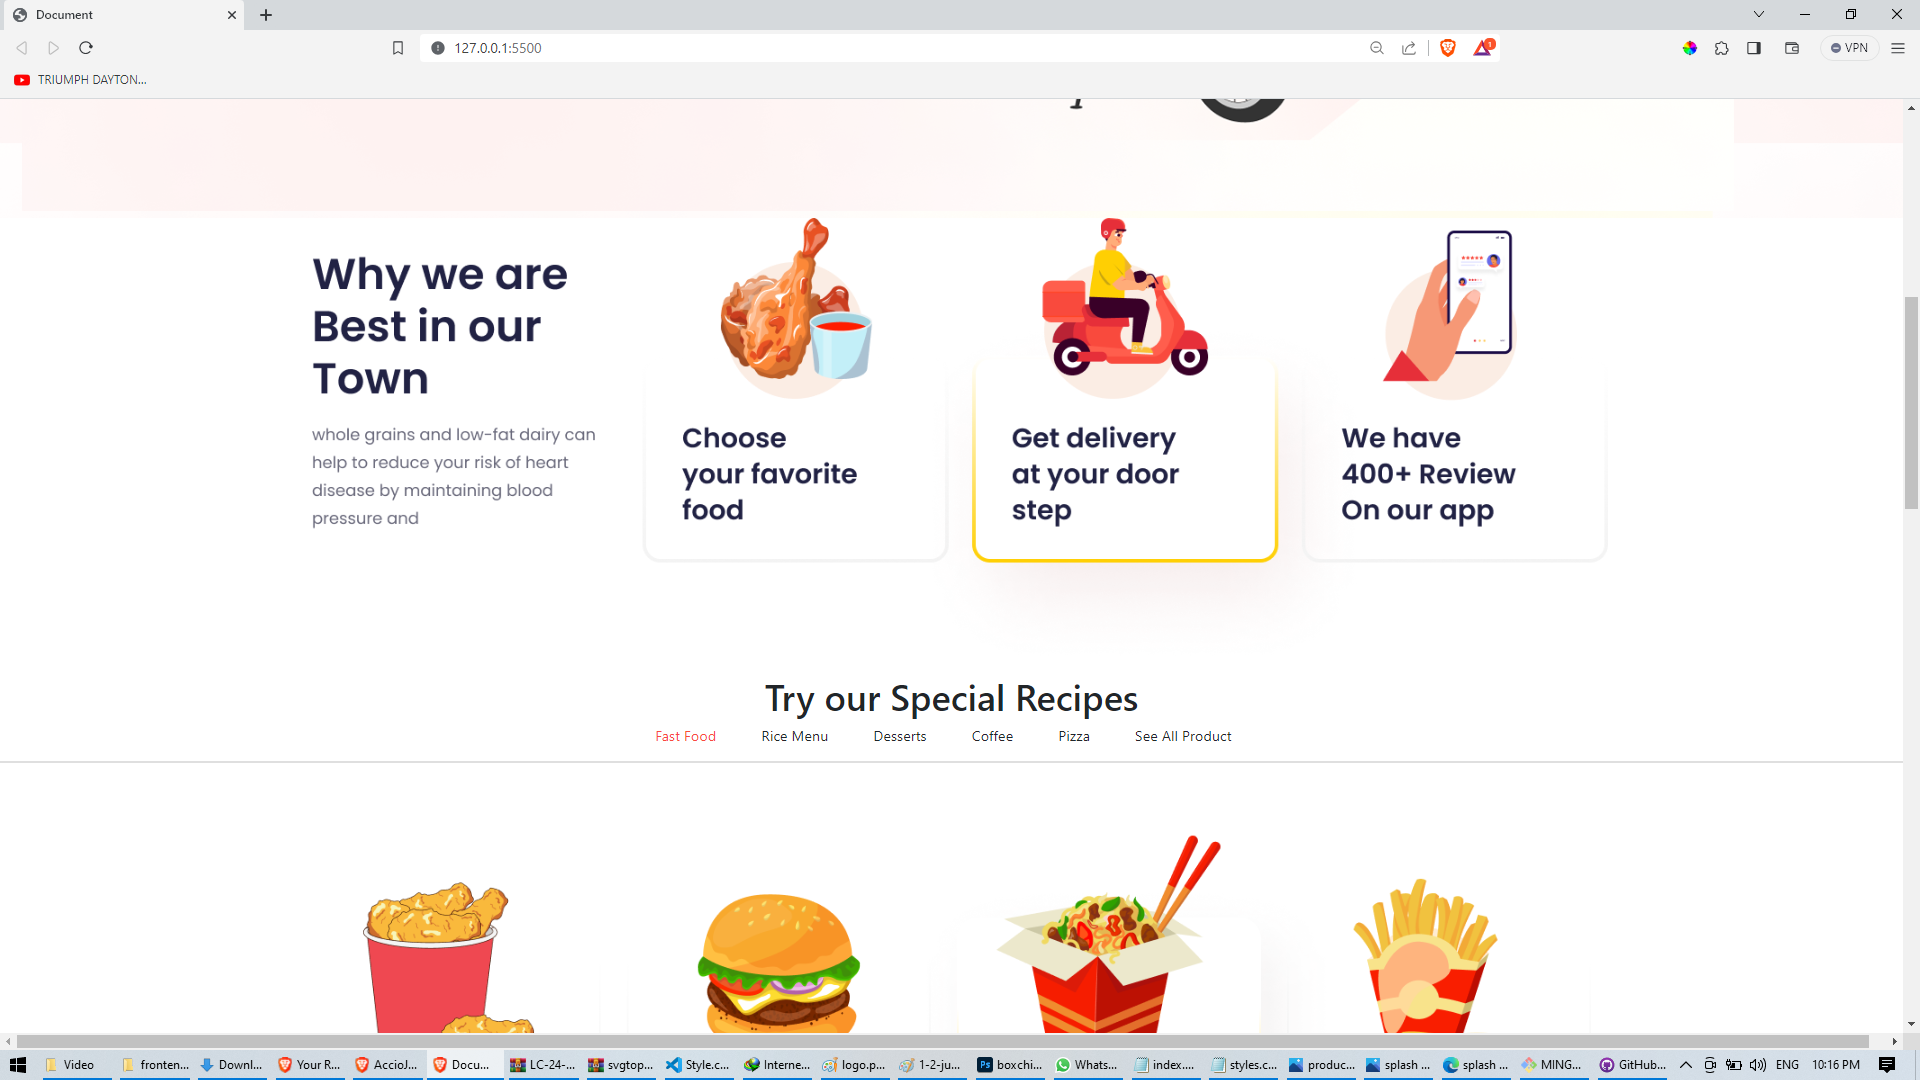 Document
127.0.0.1:5500
1
VPN
TRIUMPH DAYTON...
Why we are
Best in our
Town
whole grains and low-fat dairy can
help to reduce your risk of heart
disease by maintaining blood
pressure and
Choose
your favorite
food
Get delivery
at your door
step
We have
400+ Review
On our app
Try our Special Recipes
Fast Food Rice Menu Desserts Coffee Pizza See All Product
Video fronten... Downl... Your R... AccioJ... Docu... LC-24-... svgtop... Style.c... Interne... logo.p... 1-2-ju... Ps boxchi... Whats... index.... styles.c... produc... splash ... splash ... MING... GitHub... ENG 10:16 PM